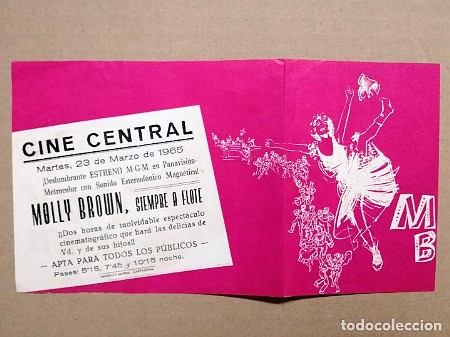 CINE CENTRAL
Martes, 23 de Marzo de 1965
¡Deslumbrante ESTRENO M-G-M en Panavisión-
Metrocolor con Sonido Estereofónico Magnético!
MOLLY BROWN, SIEMPRE A FLOTE
¡¡Dos horas de inolvidable espectáculo
cinematográfico que hará las delicias de
Vd. y de sus hijos!!
— APTA PARA TODOS LOS PÚBLICOS —
Pases: 5'15, 7'45 y 10'15 noche.
CARTAGENA
M
B
todocoleccion